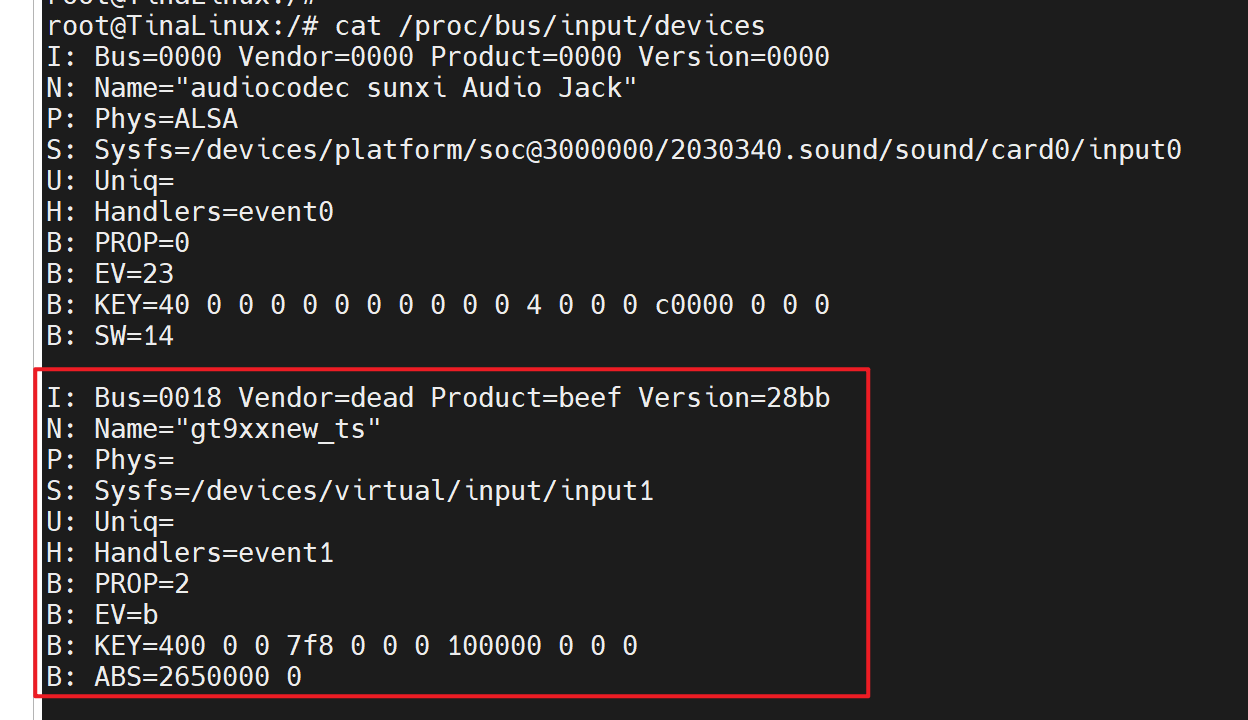 root@TinaLinux:/#
root@TinaLinux:/# cat /proc/bus/input/devices
I: Bus=0000 Vendor=0000 Product=0000 Version=0000
N: Name="audiocodec sunxi Audio Jack"
P: Phys=ALSA
S: Sysfs=/devices/platform/soc@3000000/2030340.sound/sound/card0/input0
U: Uniq=
H: Handlers=event0
B: PROP=0
B: EV=23
B: KEY=40 0 0 0 0 0 0 0 0 0 0 4 0 0 0 c0000 0 0 0
B: SW=14
I: Bus=0018 Vendor=dead Product=beef Version=28bb
N: Name="gt9xxnew_ts"
P: Phys=
S: Sysfs=/devices/virtual/input/input1
U: Uniq=
H: Handlers=event1
B: PROP=2
B: EV=b
B: KEY=400 0 0 7f8 0 0 0 100000 0 0 0
B: ABS=2650000 0